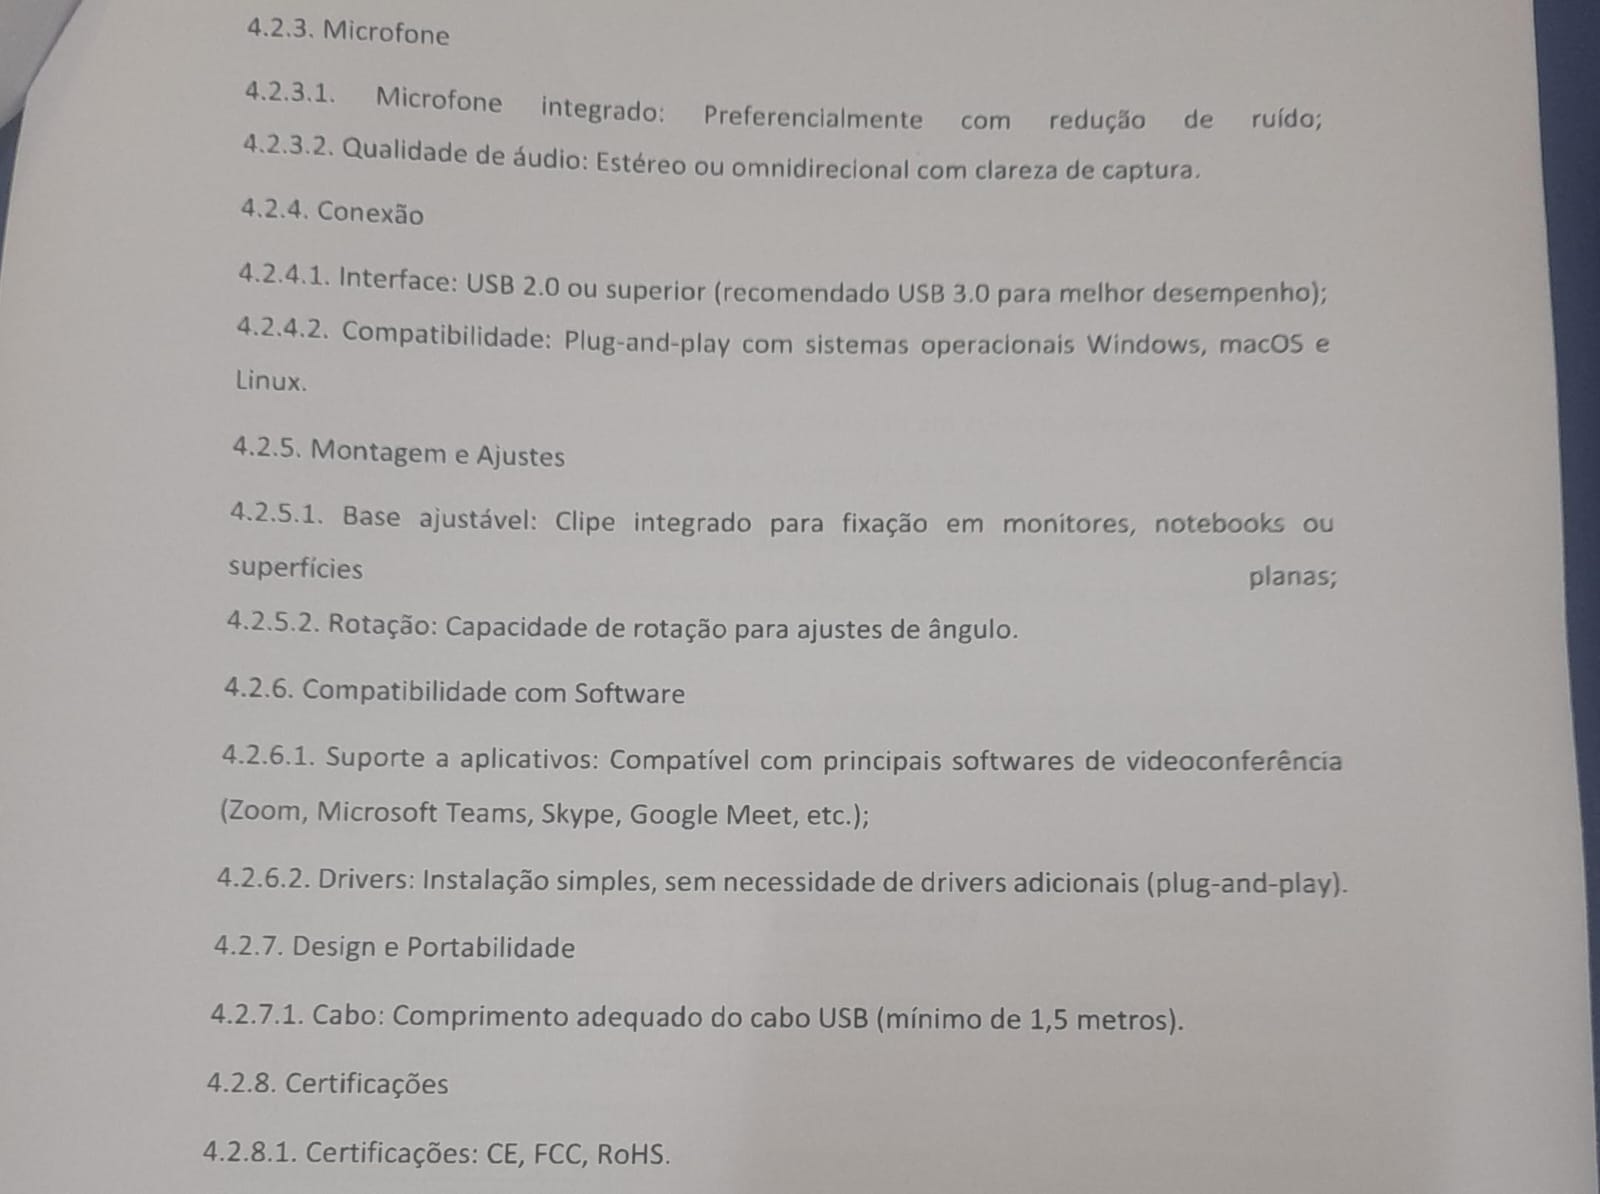 4.2.3. Microfone
4.2.3.1. Microfone integrado: Preferencialmente com redução de ruído;
4.2.3.2. Qualidade de áudio: Estéreo ou omnidirecional com clareza de captura.
4.2.4. Conexão
4.2.4.1. Interface: USB 2.0 ou superior (recomendado USB 3.0 para melhor desempenho);
4.2.4.2. Compatibilidade: Plug-and-play com sistemas operacionais Windows, macOS e
Linux.
4.2.5. Montagem e Ajustes
4.2.5.1. Base ajustável: Clipe integrado para fixação em monitores, notebooks ou
superfícies planas;
4.2.5.2. Rotação: Capacidade de rotação para ajustes de ângulo.
4.2.6. Compatibilidade com Software
4.2.6.1. Suporte a aplicativos: Compatível com principais softwares de videoconferência
(Zoom, Microsoft Teams, Skype, Google Meet, etc.);
4.2.6.2. Drivers: Instalação simples, sem necessidade de drivers adicionais (plug-and-play).
4.2.7. Design e Portabilidade
4.2.7.1. Cabo: Comprimento adequado do cabo USB (mínimo de 1,5 metros).
4.2.8. Certificações
4.2.8.1. Certificações: CE, FCC, RoHS.